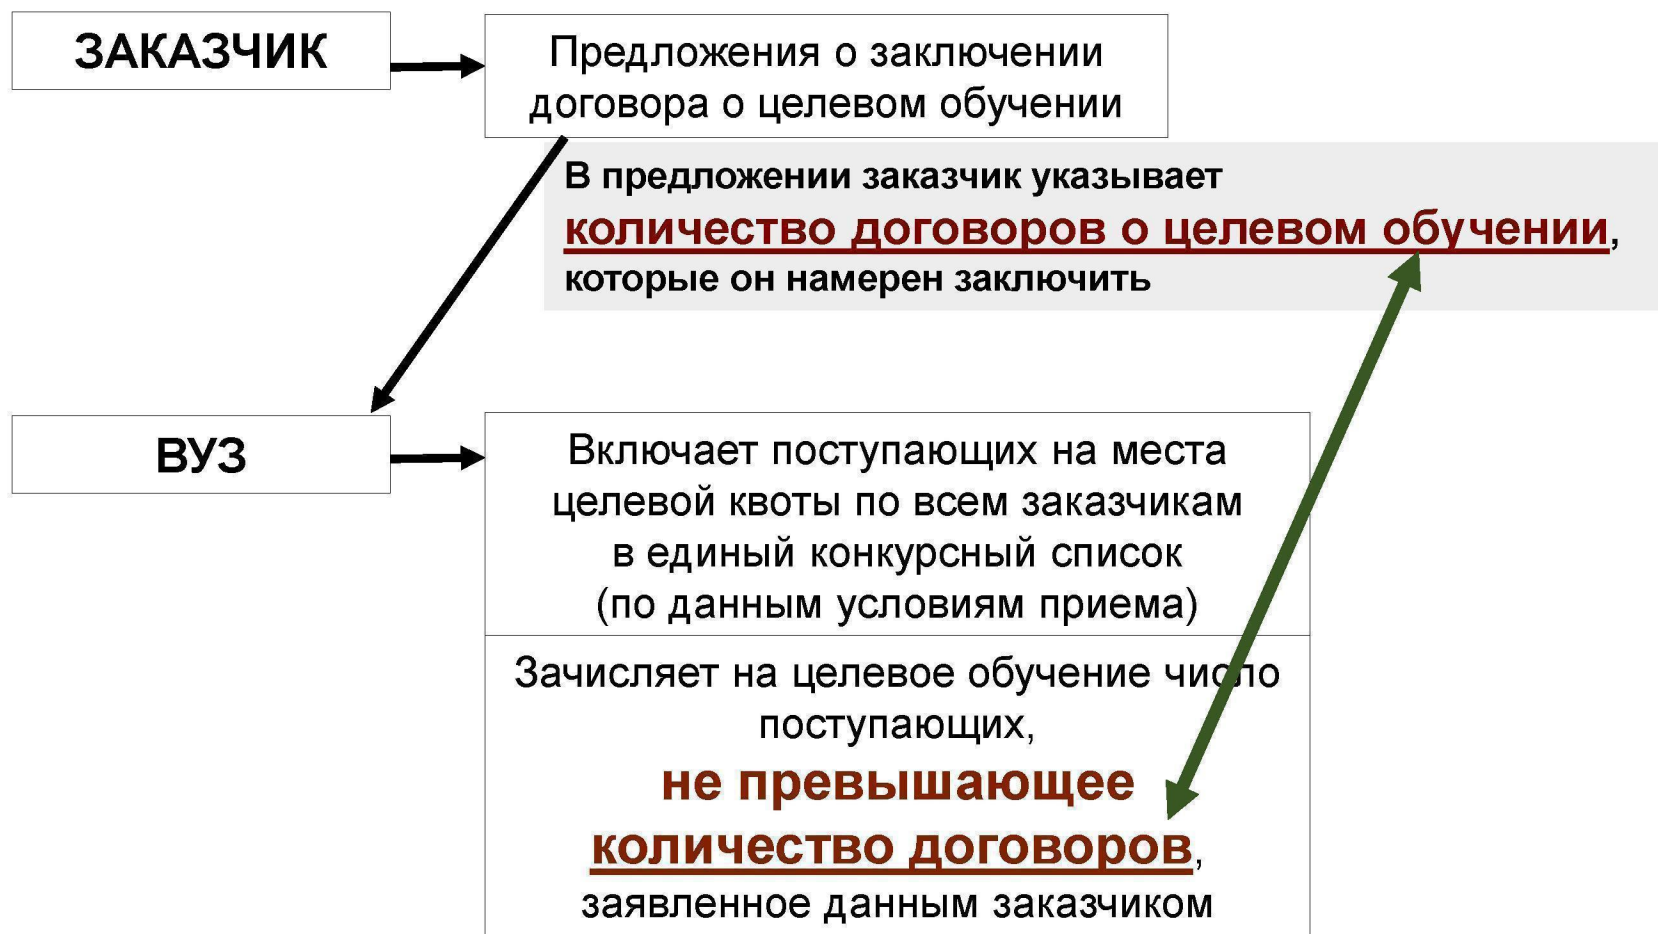 ЗАКАЗЧИК
Предложения о заключении
договора о целевом обучении
В предложении заказчик указывает
количество договоров о целевом обучении,
которые он намерен заключить
ВУЗ
Включает поступающих на места
целевой квоты по всем заказчикам
в единый конкурсный список
(по данным условиям приема)
Зачисляет на целевое обучение число
поступающих,
не превышающее
количество договоров,
заявленное данным заказчиком